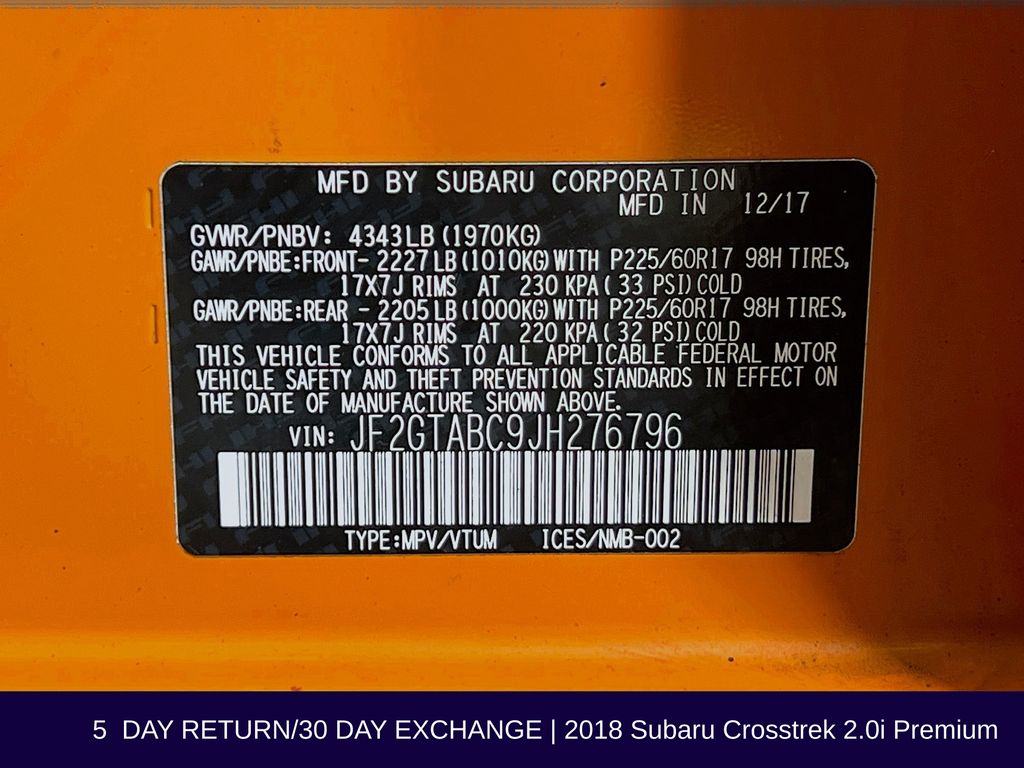 MFD BY SUBARU CORPORATION
MFD IN 12/17
GVWR/PNBV: 4343LB(1970KG)
GAWR/PNBE:FRONT- 2227LB(1010KG)WITH P225/60R17 98H TIRES,
17X7J RIMS AT 230 KPA( 33 PSI)COLD
GAWR/PNBE:REAR - 2205LB(1000KG)WITH P225/60R17 98H TIRES,
17X7J RIMS AT 220 KPA( 32 PSI)COLD
THIS VEHICLE CONFORMS TO ALL APPLICABLE FEDERAL MOTOR
VEHICLE SAFETY AND THEFT PREVENTION STANDARDS IN EFFECT ON
THE DATE OF MANUFACTURE SHOWN ABOVE.
VIN: JF2GTABC9JH276796
TYPE:MPV/VTUM ICES/NMB-002
5 DAY RETURN/30 DAY EXCHANGE | 2018 Subaru Crosstrek 2.0i Premium